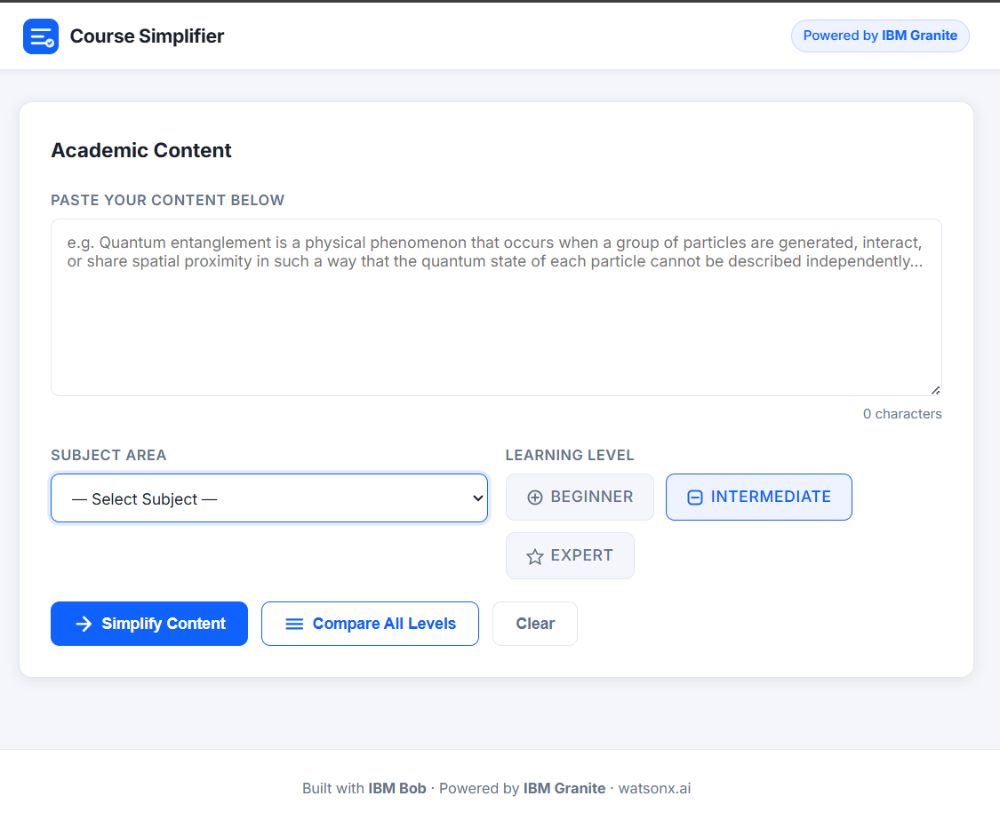 Course Simplifier
Powered by IBM Granite
Academic Content
PASTE YOUR CONTENT BELOW
e.g. Quantum entanglement is a physical phenomenon that occurs when a group of particles are generated, interact,
or share spatial proximity in such a way that the quantum state of each particle cannot be described independently...
0 characters
SUBJECT AREA
— Select Subject —
LEARNING LEVEL
BEGINNER
INTERMEDIATE
EXPERT
Simplify Content
Compare All Levels
Clear
Built with IBM Bob · Powered by IBM Granite · watsonx.ai